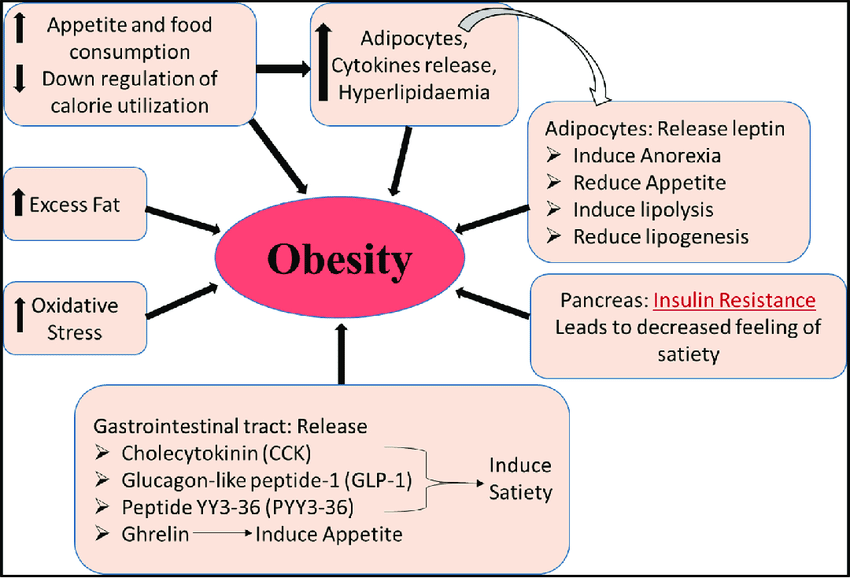 Appetite and food
consumption
Down regulation of
calorie utilization
Adipocytes,
Cytokines release,
Hyperlipidaemia
Adipocytes: Release leptin
Induce Anorexia
Reduce Appetite
Induce lipolysis
Reduce lipogenesis
Excess Fat
Obesity
Oxidative
Stress
Pancreas: Insulin Resistance
Leads to decreased feeling of
satiety
Gastrointestinal tract: Release
Cholecytokinin (CCK)
Glucagon-like peptide-1 (GLP-1)
Peptide YY3-36 (PYY3-36)
Induce
Satiety
Ghrelin
Induce Appetite